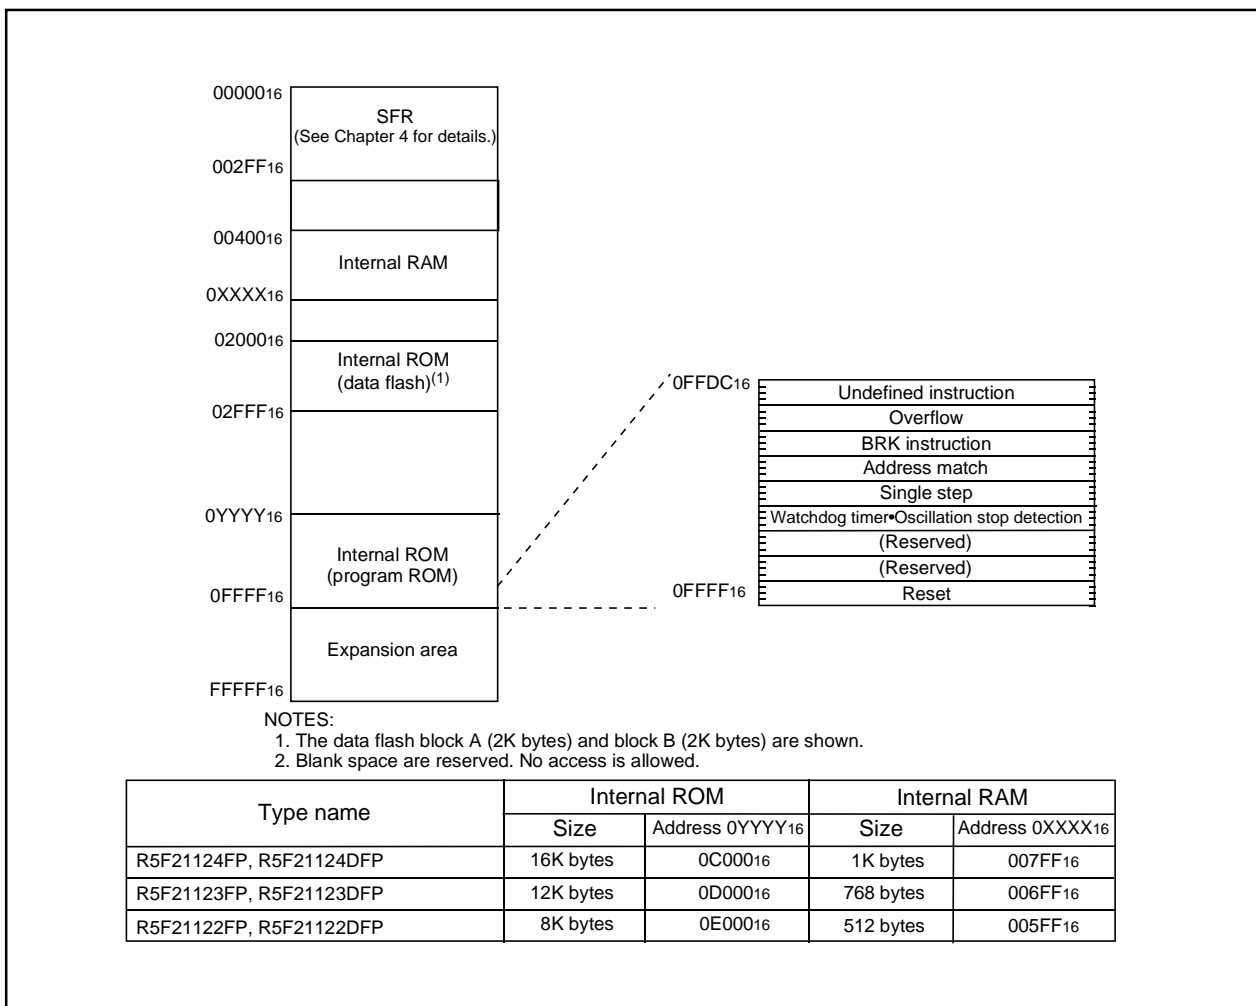 0000016
SFR
(See Chapter 4 for details.)
002FF16
0040016
Internal RAM
0XXXX16
0200016
Internal ROM
(data flash)(1)
02FFF16
0YYYY16
Internal ROM
(program ROM)
0FFFF16
Expansion area
FFFFF16
0FFDC16
Undefined instruction
Overflow
BRK instruction
Address match
Single step
Watchdog timer•Oscillation stop detection
(Reserved)
(Reserved)
0FFFF16
Reset
NOTES:
1. The data flash block A (2K bytes) and block B (2K bytes) are shown.
2. Blank space are reserved. No access is allowed.
Type name Internal ROM Internal RAM
Size Address 0YYYY16 Size Address 0XXXX16
R5F21124FP, R5F21124DFP 16K bytes 0C00016 1K bytes 007FF16
R5F21123FP, R5F21123DFP 12K bytes 0D00016 768 bytes 006FF16
R5F21122FP, R5F21122DFP 8K bytes 0E00016 512 bytes 005FF16